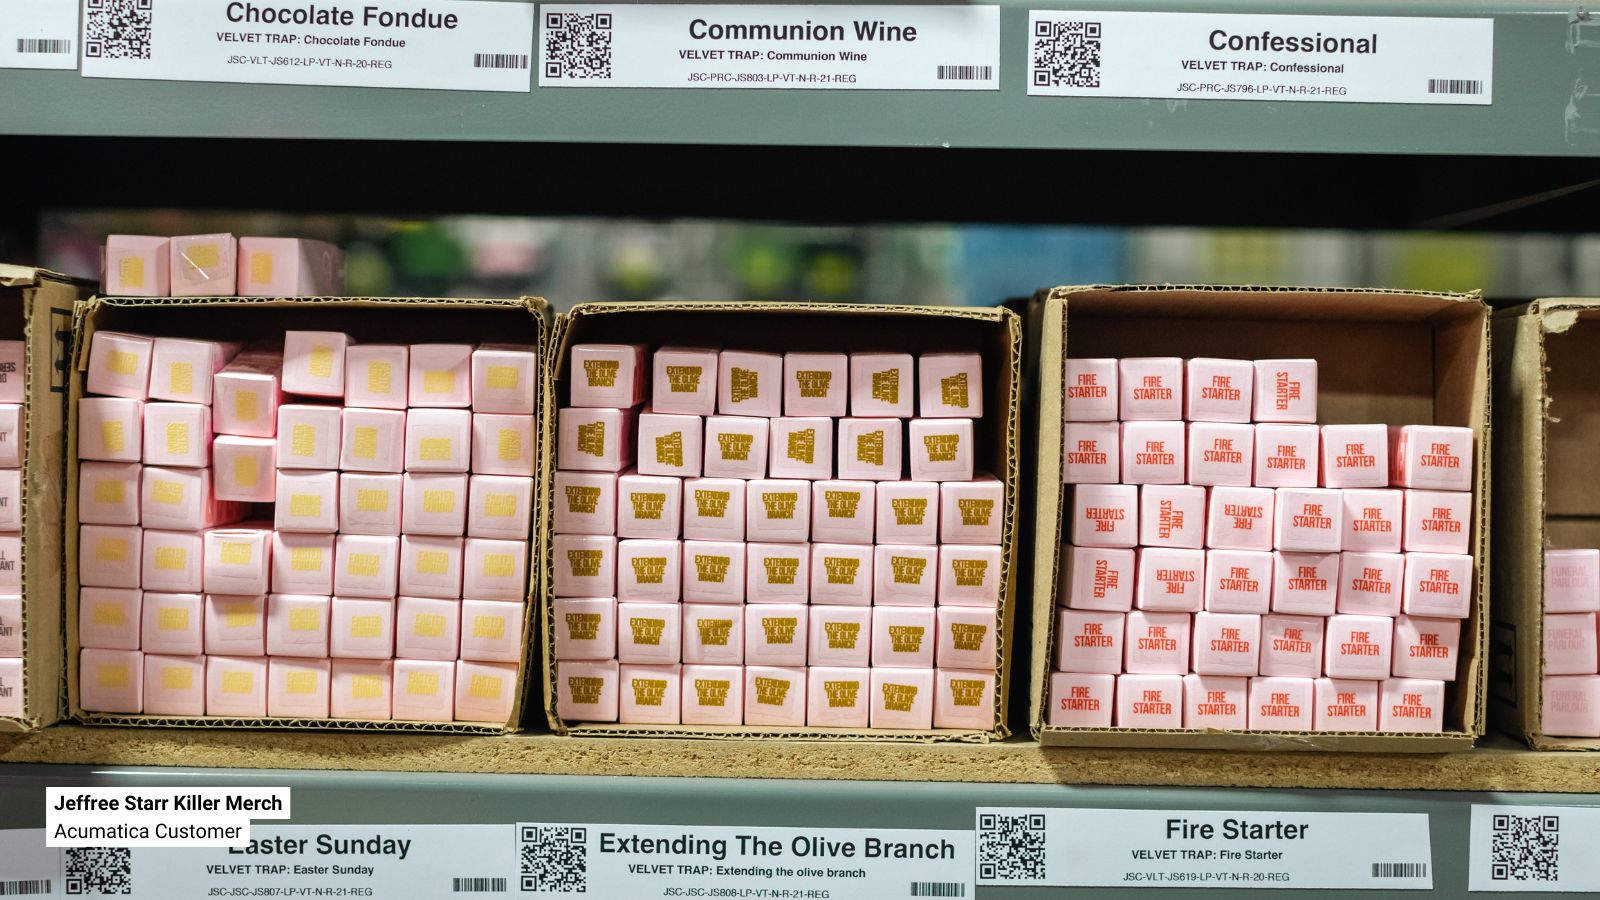 Chocolate Fondue
VELVET TRAP: Chocolate Fondue
JSC-VLT-JS612-LP-VT-N-R-20-REG
Communion Wine
VELVET TRAP: Communion Wine
JSC-PRC-JS803-LP-VT-N-R-21-REG
Confessional
VELVET TRAP: Confessional
JSC-PRC-JS796-LP-VT-N-R-21-REG
EASTER SUNDAY
EXTENDING THE OLIVE BRANCH
FIRE STARTER
FUNERAL PARLOUR
Jeffree Starr Killer Merch
Acumatica Customer
Easter Sunday
VELVET TRAP: Easter Sunday
JSC-JSC-JS807-LP-VT-N-R-21-REG
Extending The Olive Branch
VELVET TRAP: Extending the olive branch
JSC-JSC-JS808-LP-VT-N-R-21-REG
Fire Starter
VELVET TRAP: Fire Starter
JSC-VLT-JS619-LP-VT-N-R-20-REG